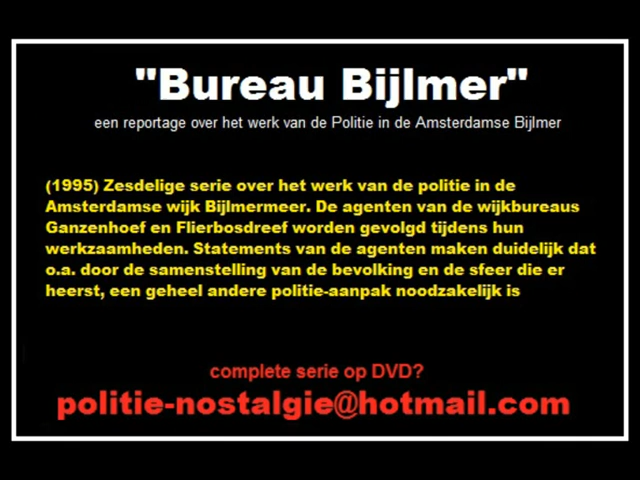 "Bureau Bijlmer"
een reportage over het werk van de Politie in de Amsterdamse Bijlmer
(1995) Zesdelige serie over het werk van de politie in de
Amsterdamse wijk Bijlmermeer. De agenten van de wijkbureaus
Ganzenhoef en Flierbosdreef worden gevolgd tijdens hun
werkzaamheden. Statements van de agenten maken duidelijk dat
o.a. door de samenstelling van de bevolking en de sfeer die er
heerst, een geheel andere politie-aanpak noodzakelijk is
complete serie op DVD?
politie-nostalgie@hotmail.com